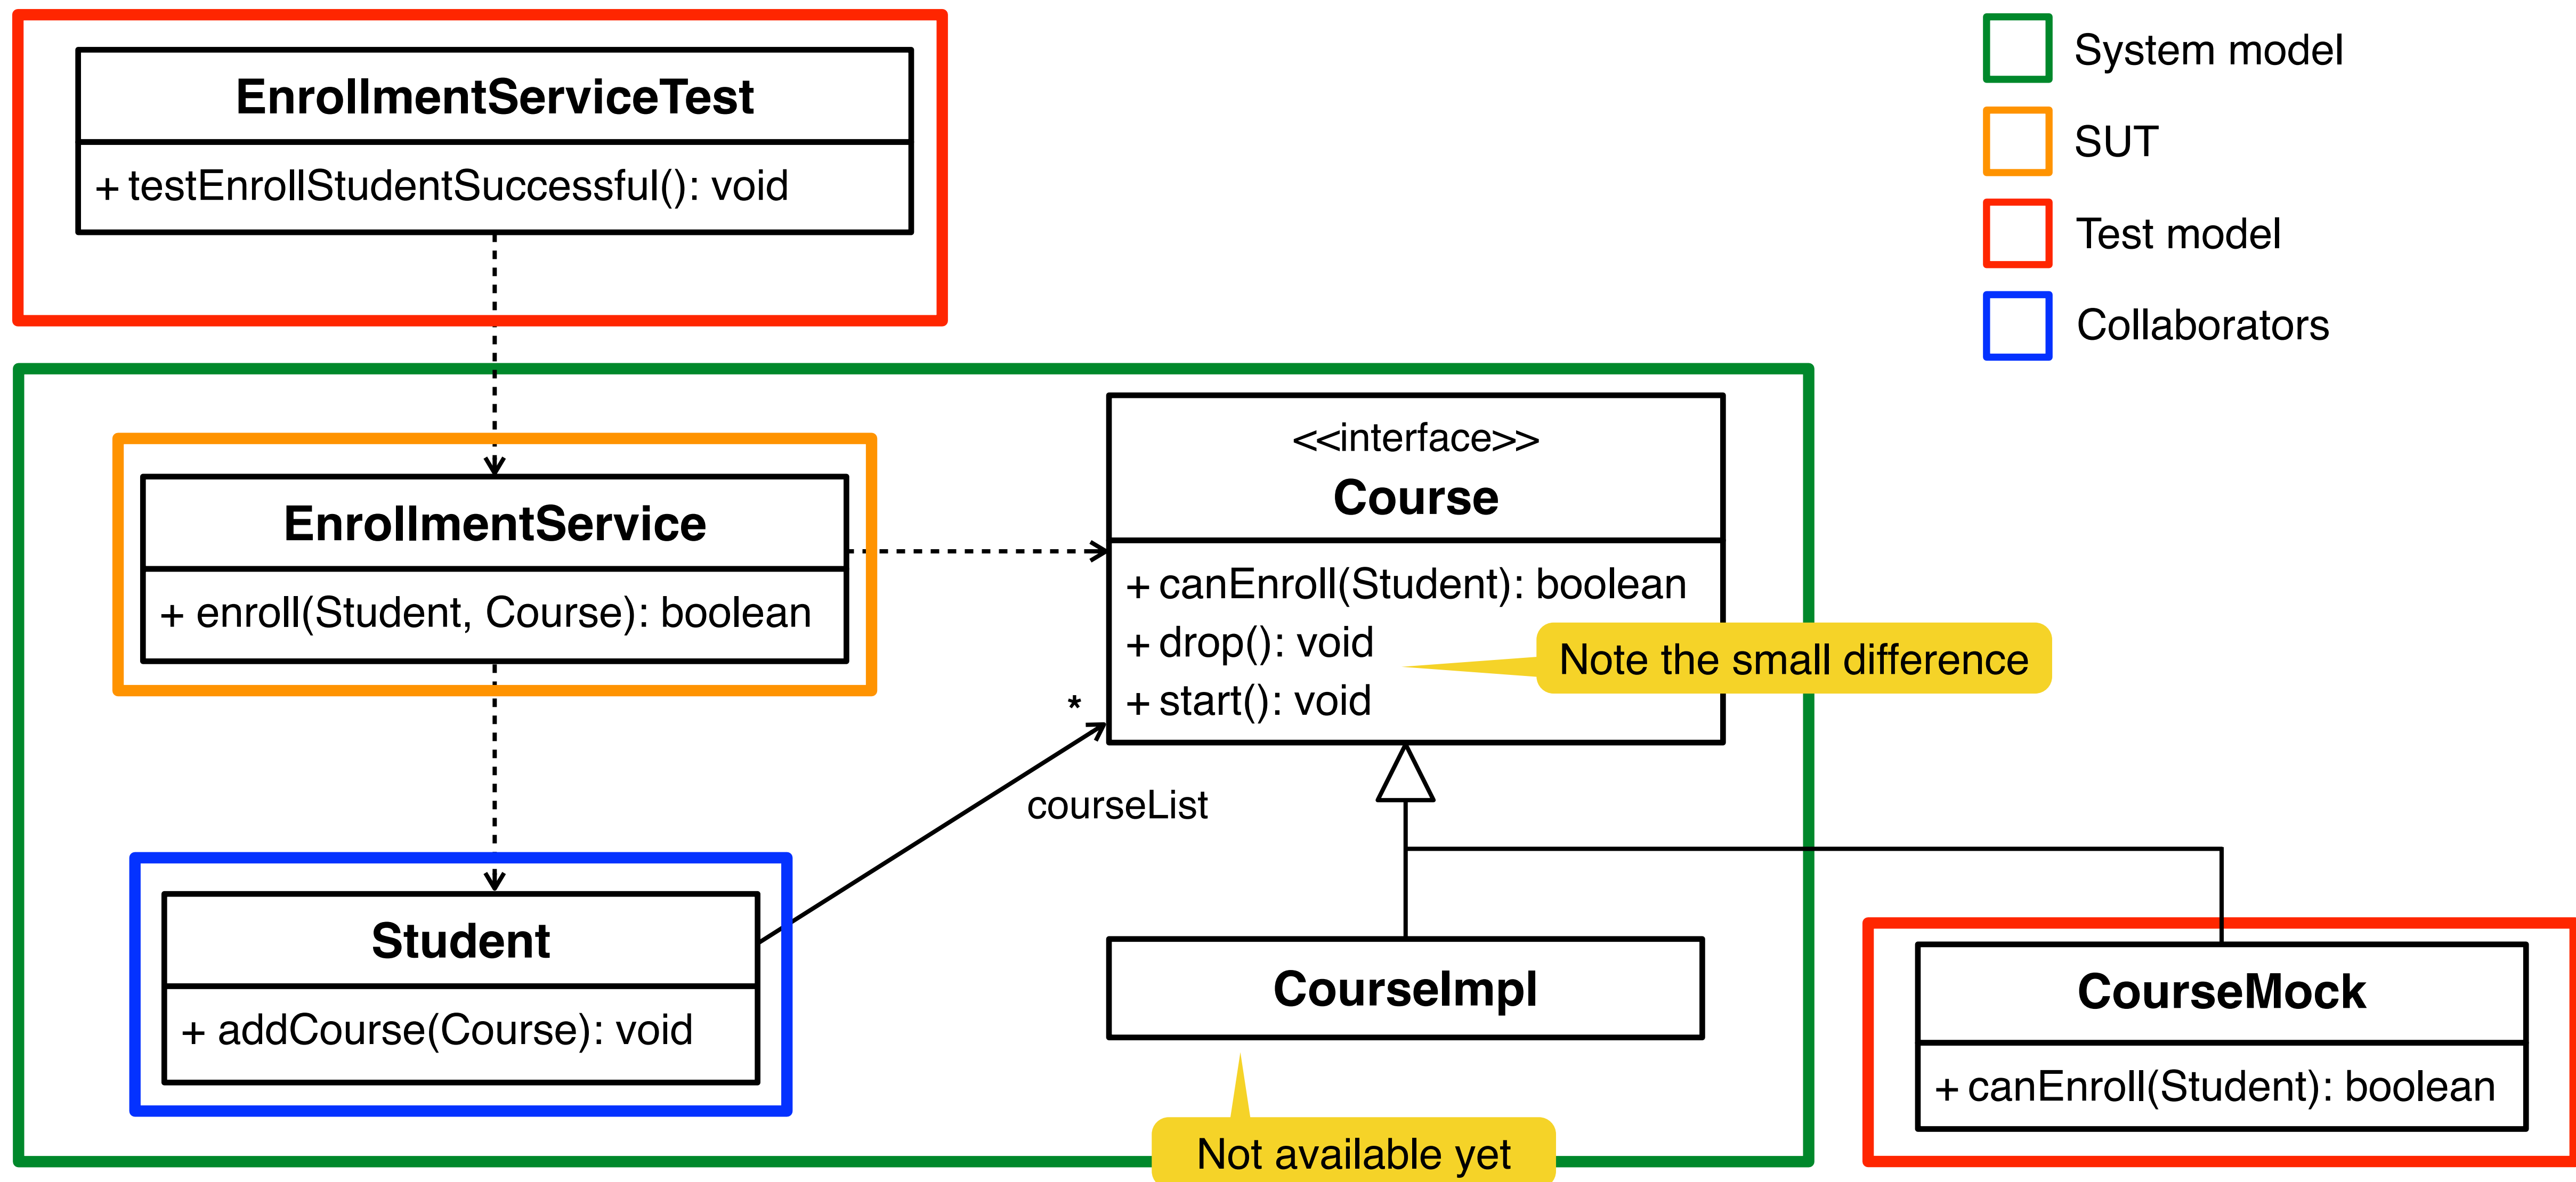 EnrollmentServiceTest
+ testEnrollStudentSuccessful(): void
System model
SUT
Test model
Collaborators
<<interface>>
Course
+ canEnroll(Student): boolean
+ drop(): void
+ start(): void
Note the small difference
EnrollmentService
+ enroll(Student, Course): boolean
*
courseList
Student
+ addCourse(Course): void
CourseImpl
Not available yet
CourseMock
+ canEnroll(Student): boolean